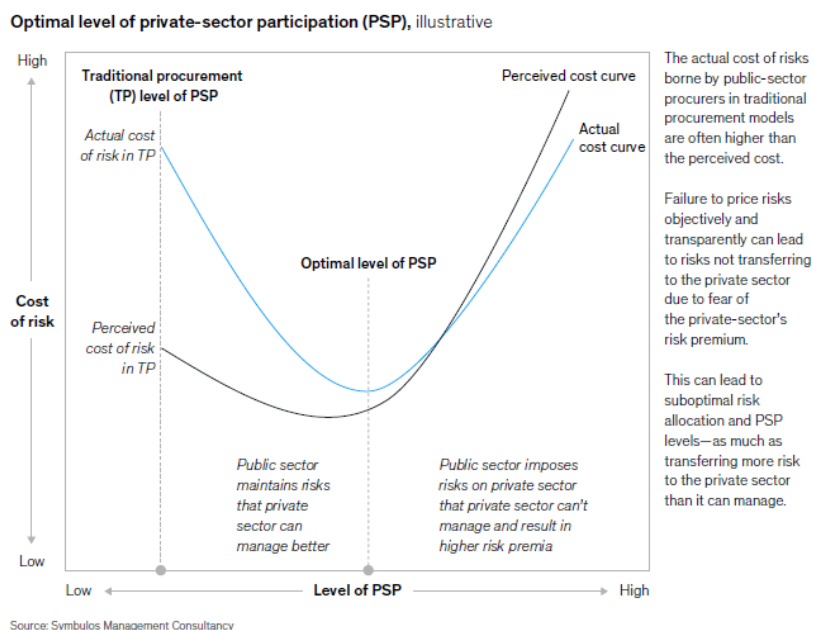 Optimal level of private-sector participation (PSP), illustrative
High
Traditional procurement
(TP) level of PSP
Actual cost
of risk in TP
Perceived cost curve
Actual
cost curve
Optimal level of PSP
Cost
of risk
Perceived
cost of risk
in TP
Public sector
maintains risks
that private
sector can
manage better
Public sector imposes
risks on private sector
that private sector can't
manage and result in
higher risk premia
Low
Low
Level of PSP
High
The actual cost of risks
borne by public-sector
procurers in traditional
procurement models
are often higher than
the perceived cost.
Failure to price risks
objectively and
transparently can lead
to risks not transferring
to the private sector
due to fear of
the private-sector's
risk premium.
This can lead to
suboptimal risk
allocation and PSP
levels—as much as
transferring more risk
to the private sector
than it can manage.
Source: Symbulos Management Consultancy